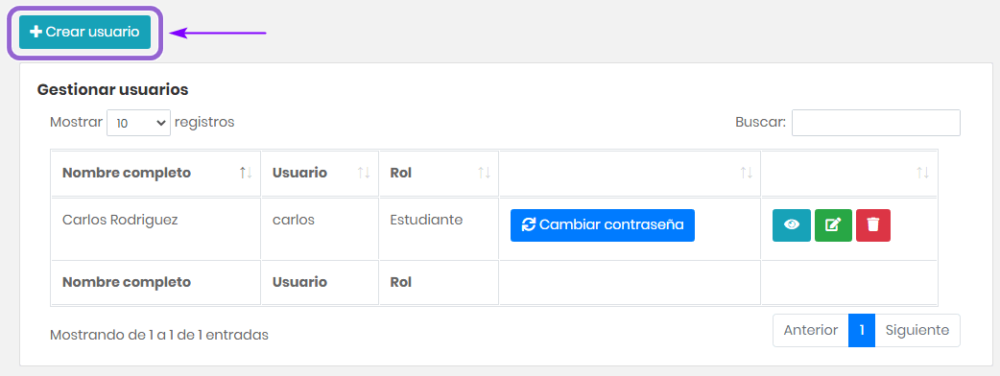 Crear usuario
Gestionar usuarios
Mostrar 10 registros Buscar:
Nombre completo Usuario Rol
Carlos Rodriguez carlos Estudiante Cambiar contraseña
Nombre completo Usuario Rol
Mostrando de 1 a 1 de 1 entradas
Anterior 1 Siguiente